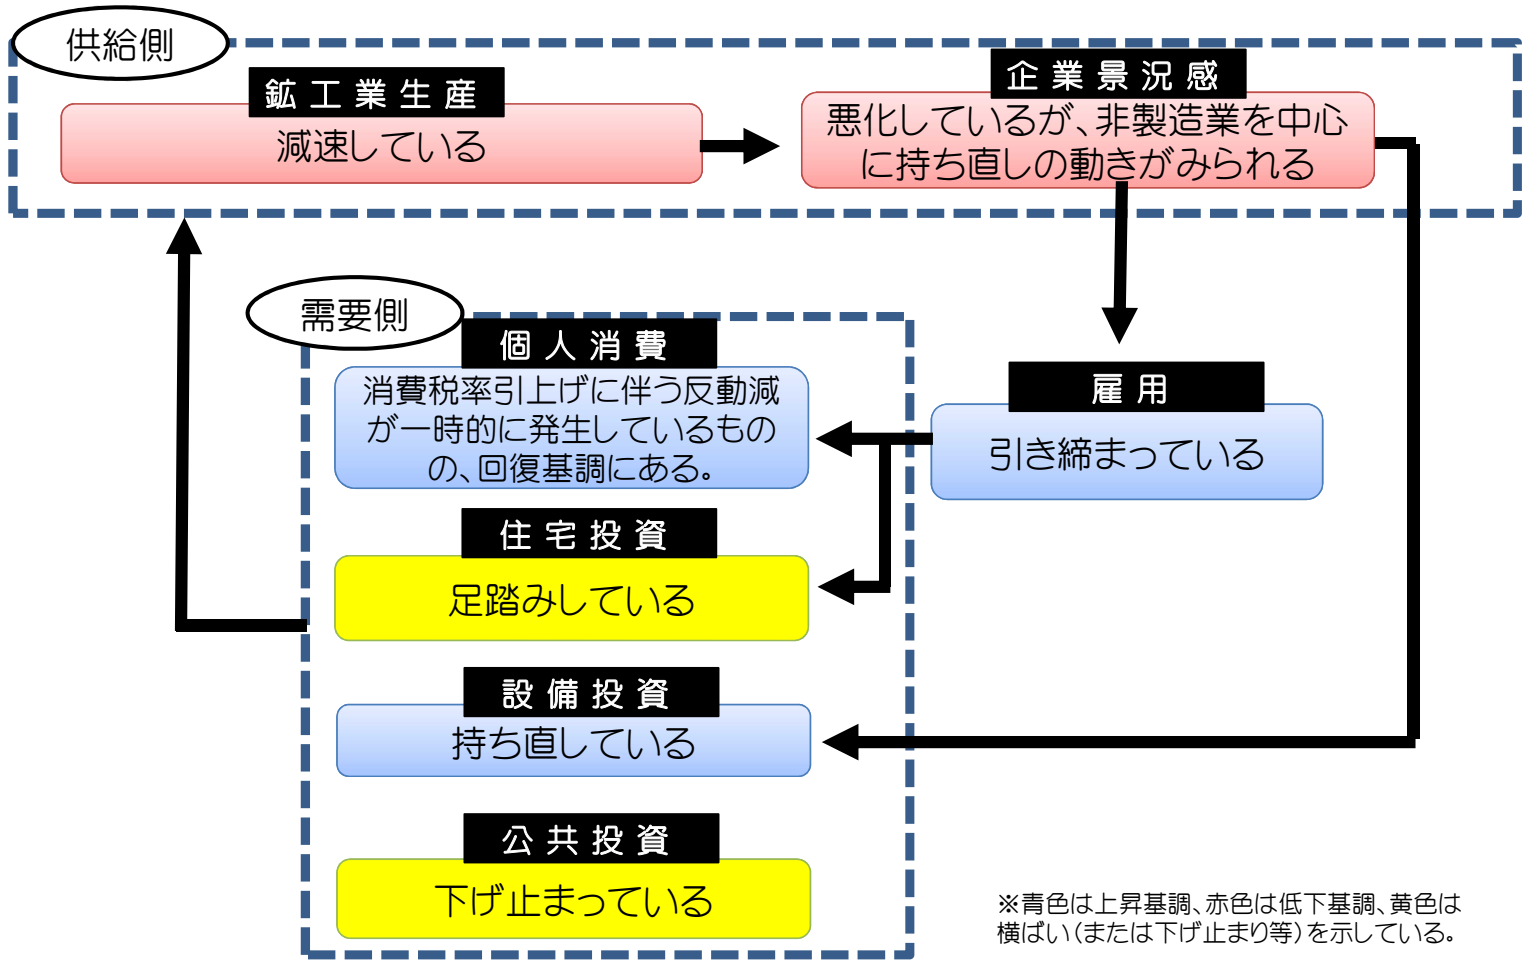 供給側
鉱工業生産
減速している
企業景況感
悪化しているが、非製造業を中心
に持ち直しの動きがみられる
需要側
個人消費
消費税率引上げに伴う反動減
が一時的に発生しているもの
の、回復基調にある。
雇用
引き締まっている
住宅投資
足踏みしている
設備投資
持ち直している
公共投資
下げ止まっている
※青色は上昇基調、赤色は低下基調、黄色は
横ばい(または下げ止まり等)を示している。